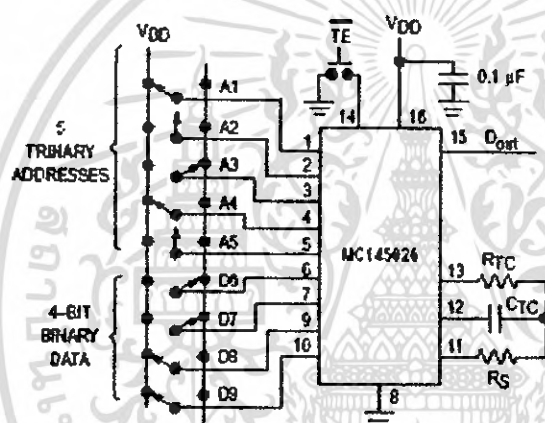 VDD
TE
VDD
0.1 µF
A1
A2
A3
A4
A5
D6
D7
D8
D9
5
TRINARY
ADDRESSES
4-BIT
BINARY
DATA
1
2
3
4
5
6
7
9
10
14
16
15
Dout
MC145026
13
RTC
12
CTC
11
RS
8